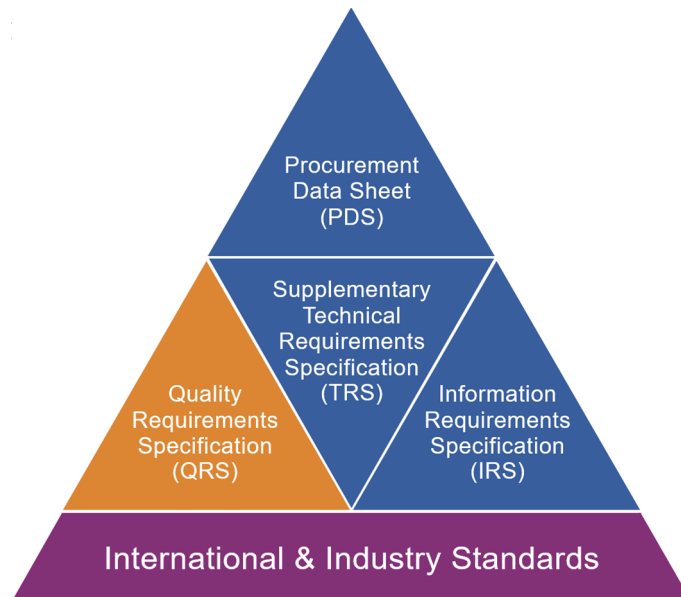 Procurement
Data Sheet
(PDS)
Supplementary
Technical
Requirements
Specification
(TRS)
Quality
Requirements
Specification
(QRS)
Information
Requirements
Specification
(IRS)
International & Industry Standards